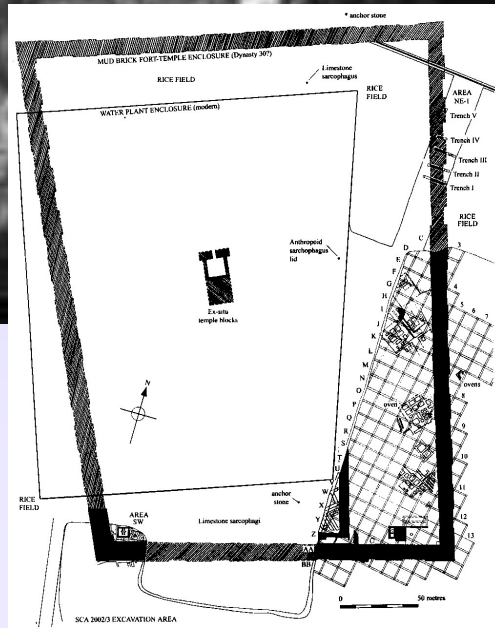 * anchor stone
MUD BRICK FORT-TEMPLE ENCLOSURE (Dynasty 30?)
RICE FIELD
Limestone
sarcophagus
RICE
FIELD
AREA
NE-1
WATER PLANT ENCLOSURE (modern)
Trench V
Trench IV
Trench III
Trench II
Trench I
RICE
FIELD
Anthropoid
sarchophagus
lid
C
D
E
F
G
H
I
J
K
L
M
N
O
P
Q
R
S
T
U
W
X
Y
Z
AA
BB
3
4
5
6
7
8
9
10
11
12
13
Ex-situ
temple blocks
ovens
oven
N
RICE
FIELD
AREA
SW
Limestone sarcophagi
anchor
stone
0 50 metres
SCA 2002/3 EXCAVATION AREA